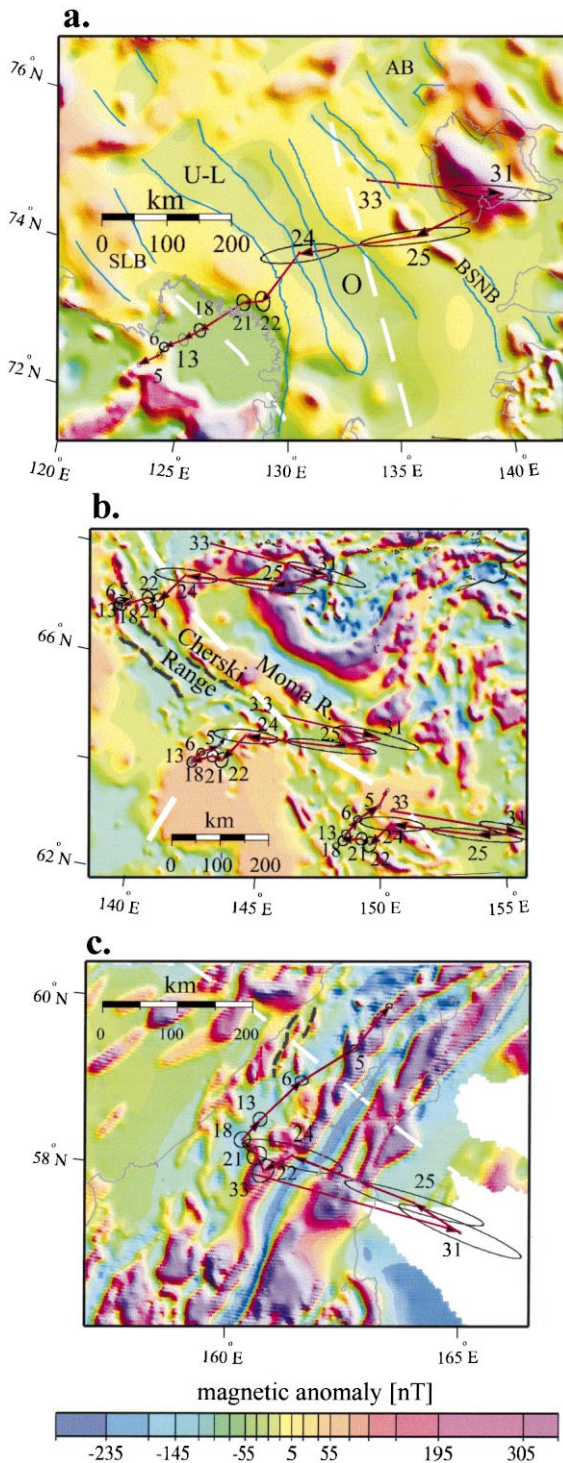 a.
76°N
AB
U-L
31
33
km
0 100 200
74°N
24
25
SLB
O
BSNB
18
21 22
6
13
5
72°N
120°E 125°E 130°E 135°E 140°E
b.
33
31
25
22
24
6
13 18 21
66°N
Cherski
Range
Moma R.
33
31
24
25
5
6
13
18 21 22
5
33
6
31
13
24
25
18 21 22
km
0 100 200
62°N
140°E 145°E 150°E 155°E
c.
60°N
km
0 100 200
5
6
13
18
24
21
22
58°N
33
25
31
160°E 165°E
magnetic anomaly [nT]
-235 -145 -55 5 55 195 305